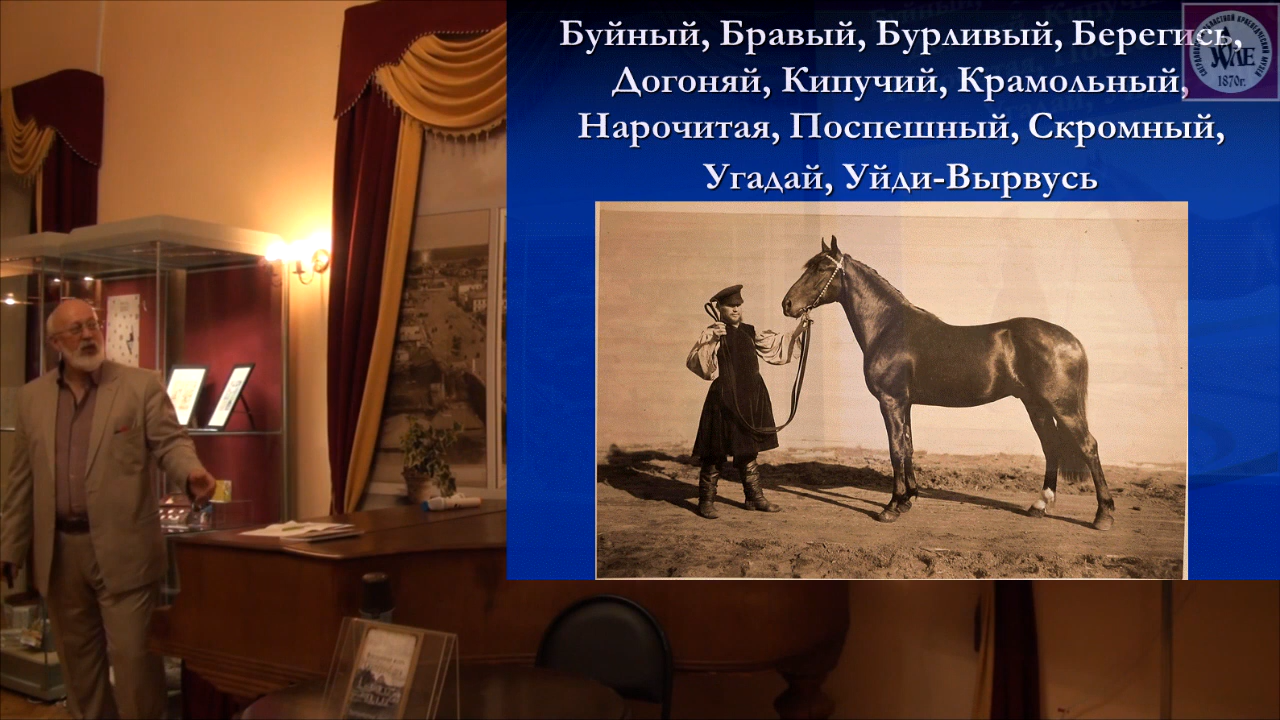 Буйный, Бравый, Бурливый, Берегись,
Догоняй, Кипучий, Крамольный,
Нарочитая, Поспешный, Скромный,
Угадай, Уйди-Вырвусь
1870г.